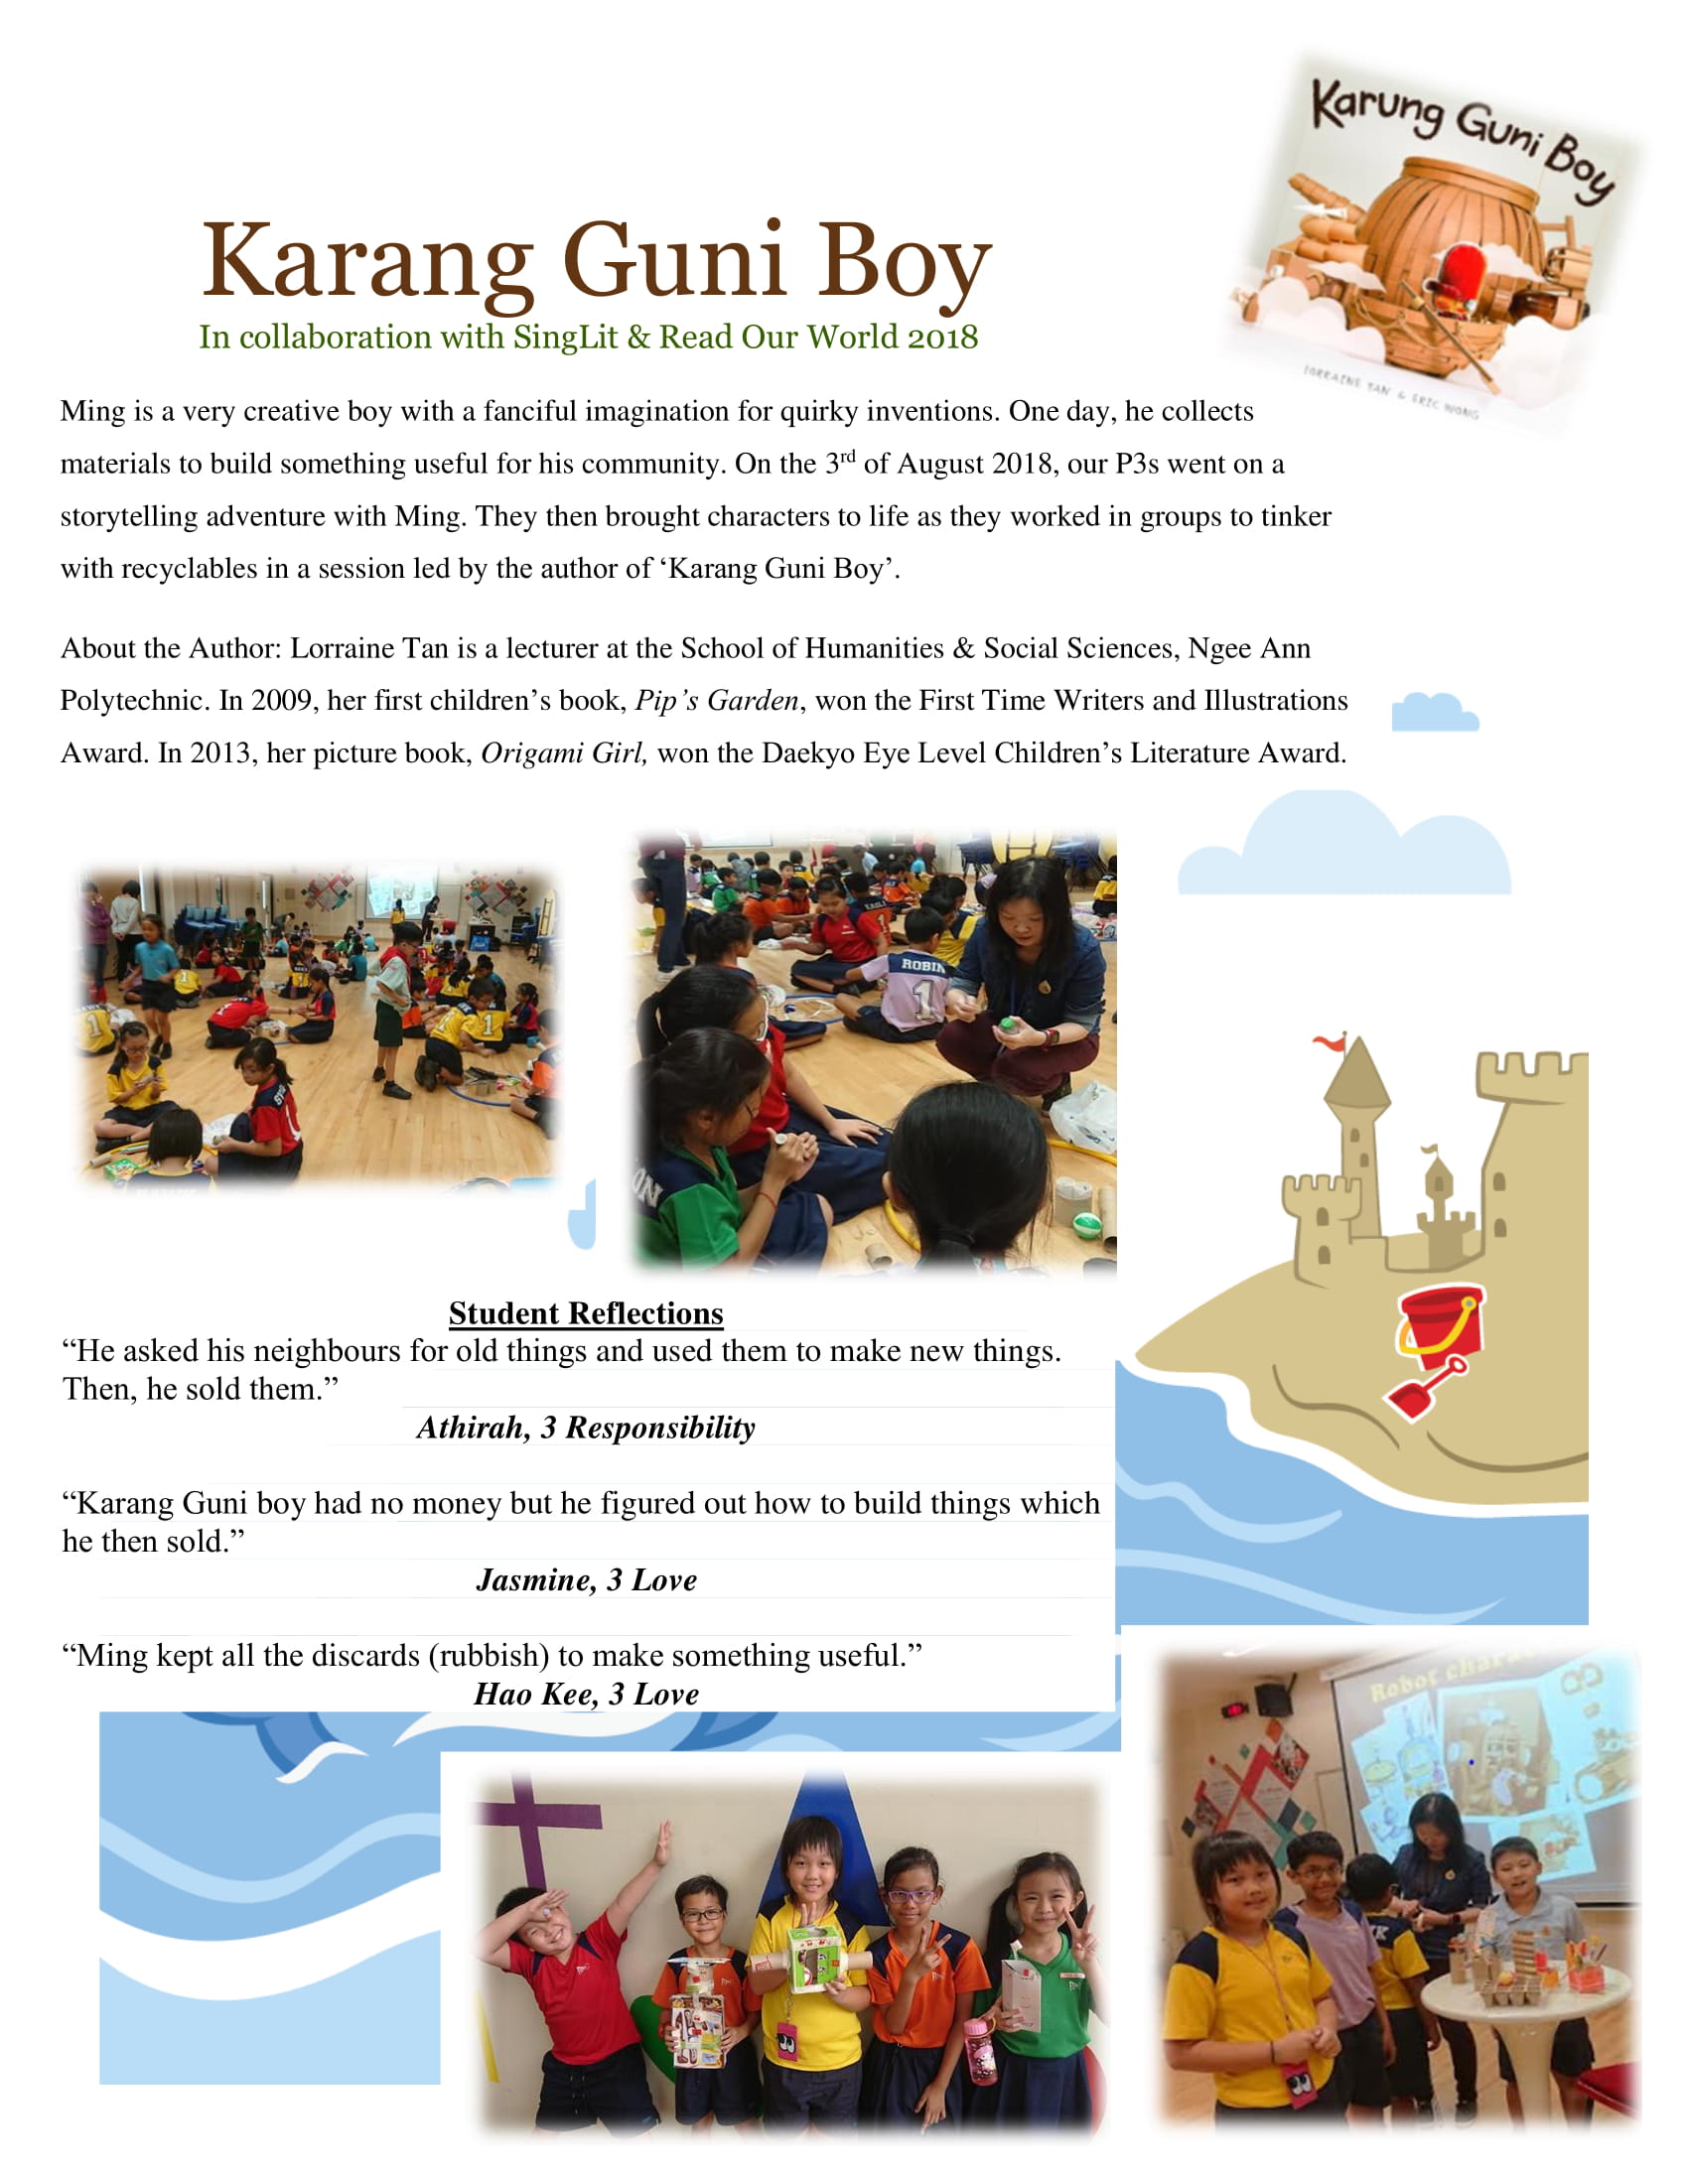 Karung Guni Boy
LORRAINE TAN & ERIC WONG
Karang Guni Boy
In collaboration with SingLit & Read Our World 2018
Ming is a very creative boy with a fanciful imagination for quirky inventions. One day, he collects
materials to build something useful for his community. On the 3rd of August 2018, our P3s went on a
storytelling adventure with Ming. They then brought characters to life as they worked in groups to tinker
with recyclables in a session led by the author of ‘Karang Guni Boy’.
About the Author: Lorraine Tan is a lecturer at the School of Humanities & Social Sciences, Ngee Ann
Polytechnic. In 2009, her first children’s book, Pip’s Garden, won the First Time Writers and Illustrations
Award. In 2013, her picture book, Origami Girl, won the Daekyo Eye Level Children’s Literature Award.
1
1
1
EAGLE
1
ROBIN
1
Student Reflections
“He asked his neighbours for old things and used them to make new things.
Then, he sold them.”
Athirah, 3 Responsibility
“Karang Guni boy had no money but he figured out how to build things which
he then sold.”
Jasmine, 3 Love
“Ming kept all the discards (rubbish) to make something useful.”
Hao Kee, 3 Love
Robot